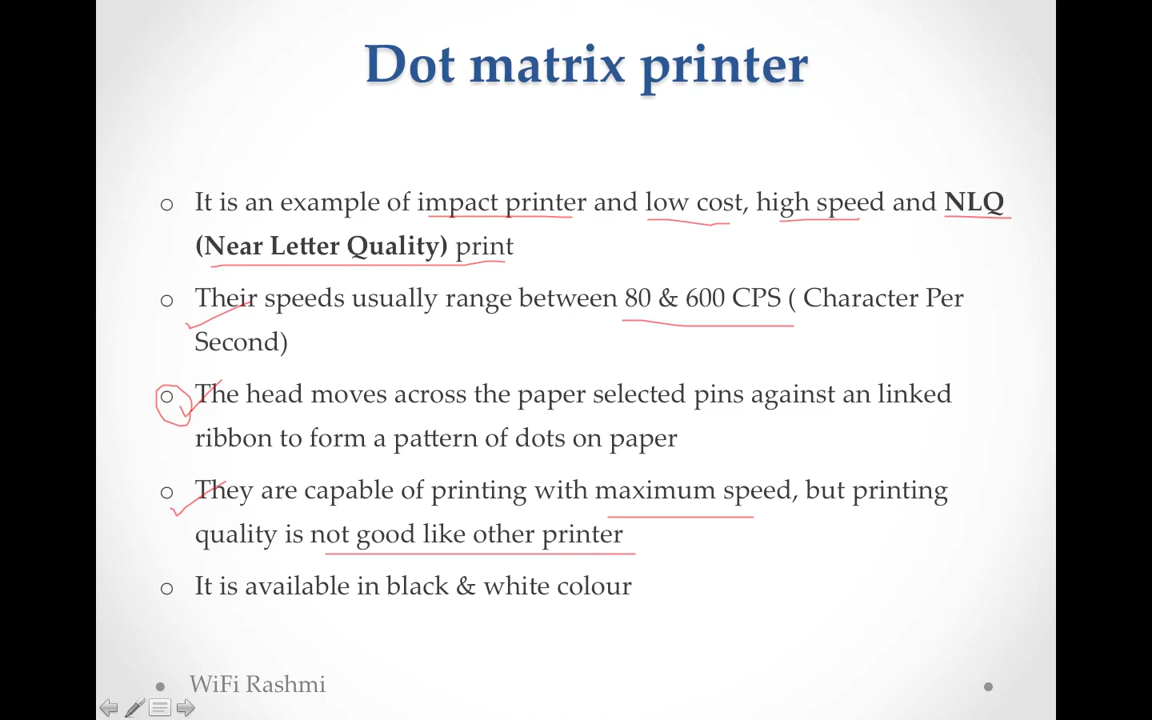 Dot matrix printer
It is an example of impact printer and low cost, high speed and NLQ
(Near Letter Quality) print
Their speeds usually range between 80 & 600 CPS ( Character Per
Second)
The head moves across the paper selected pins against an linked
ribbon to form a pattern of dots on paper
They are capable of printing with maximum speed, but printing
quality is not good like other printer
It is available in black & white colour
WiFi Rashmi